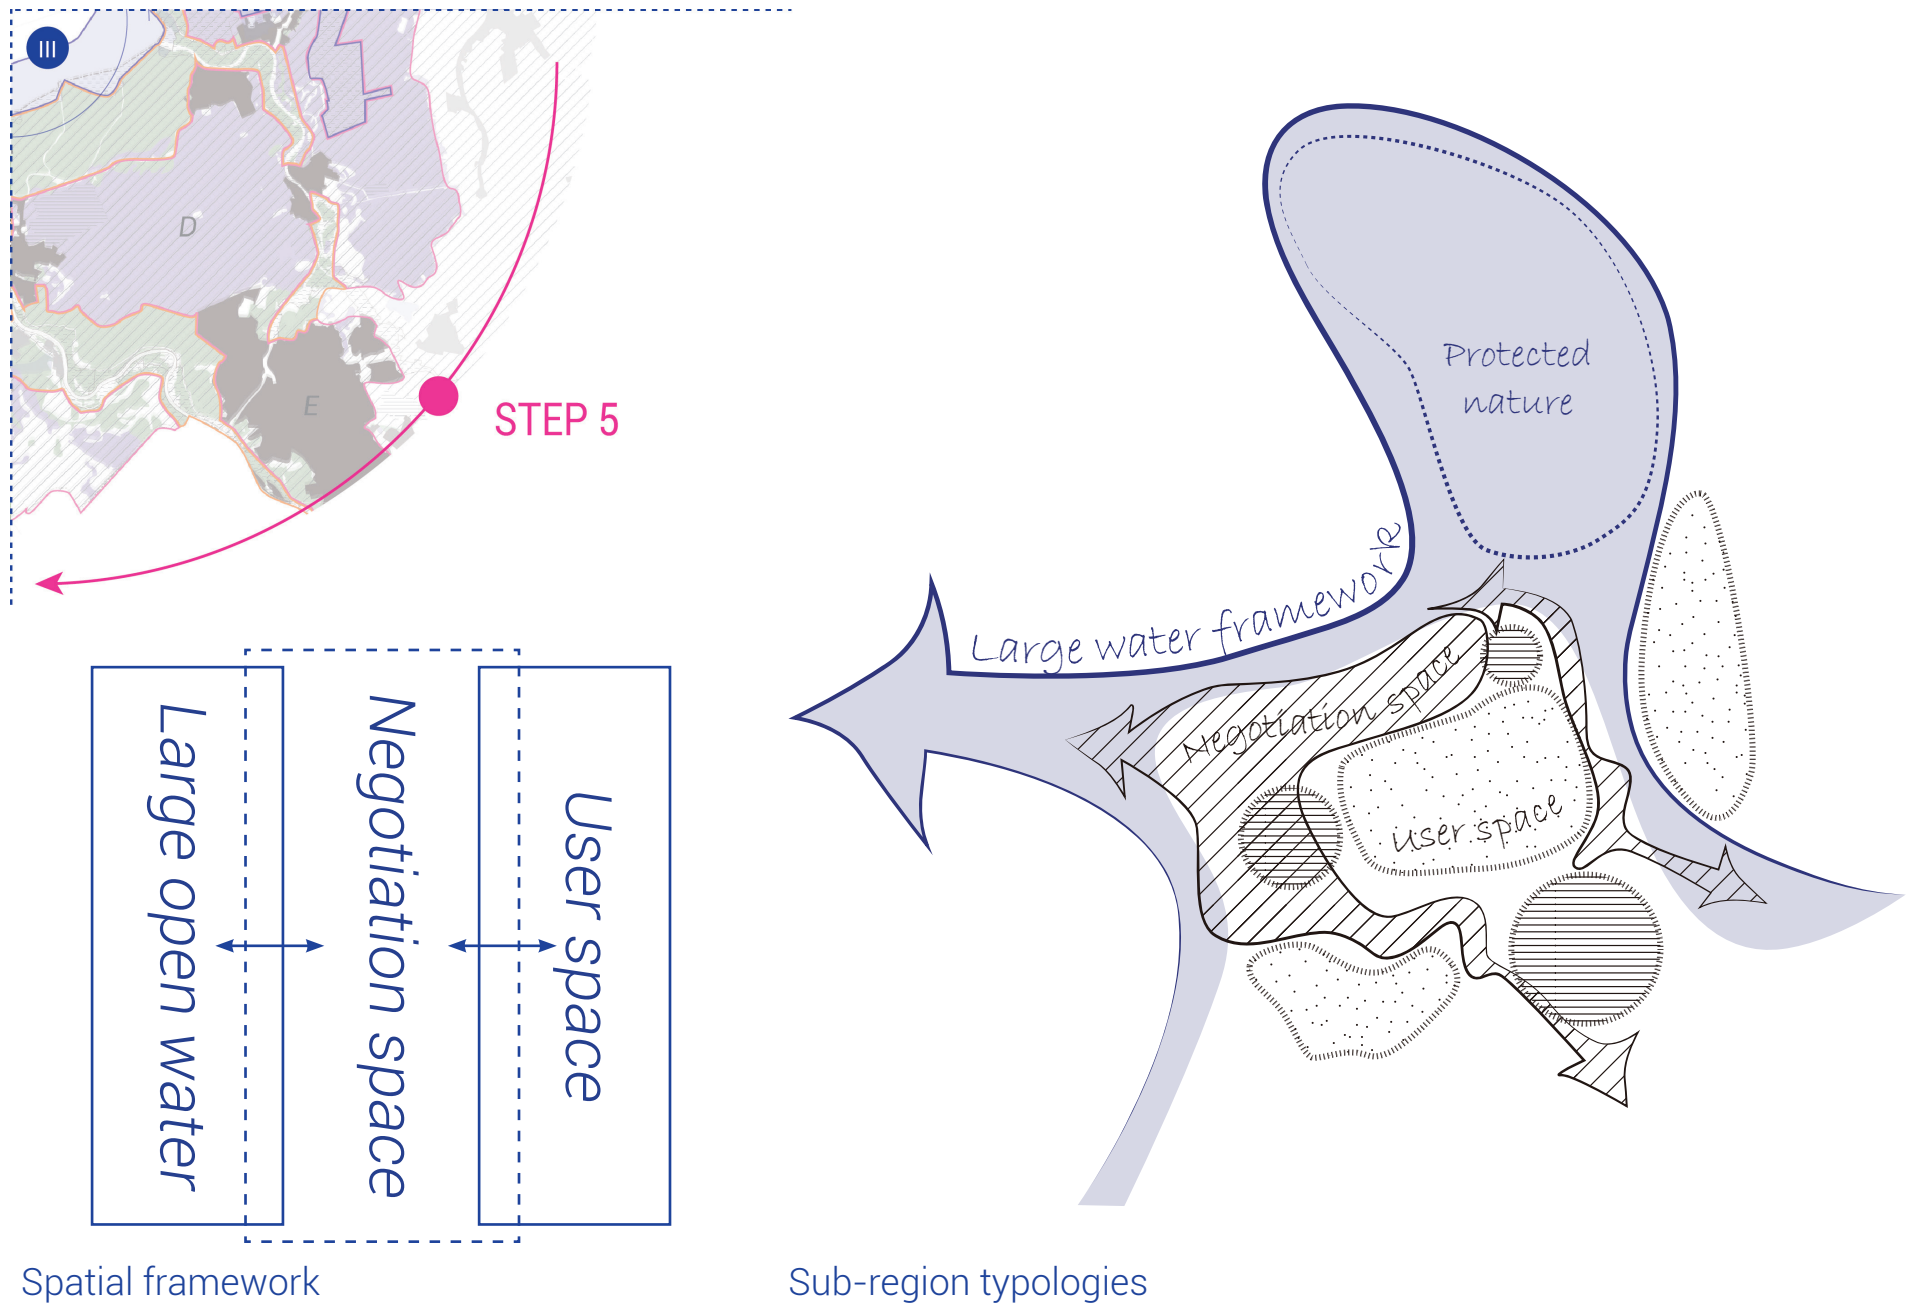 III
D
E
STEP 5
Protected
nature
Large water framework
Negotiation space
user space
Large open water
Negotiation space
User space
Spatial framework
Sub-region typologies